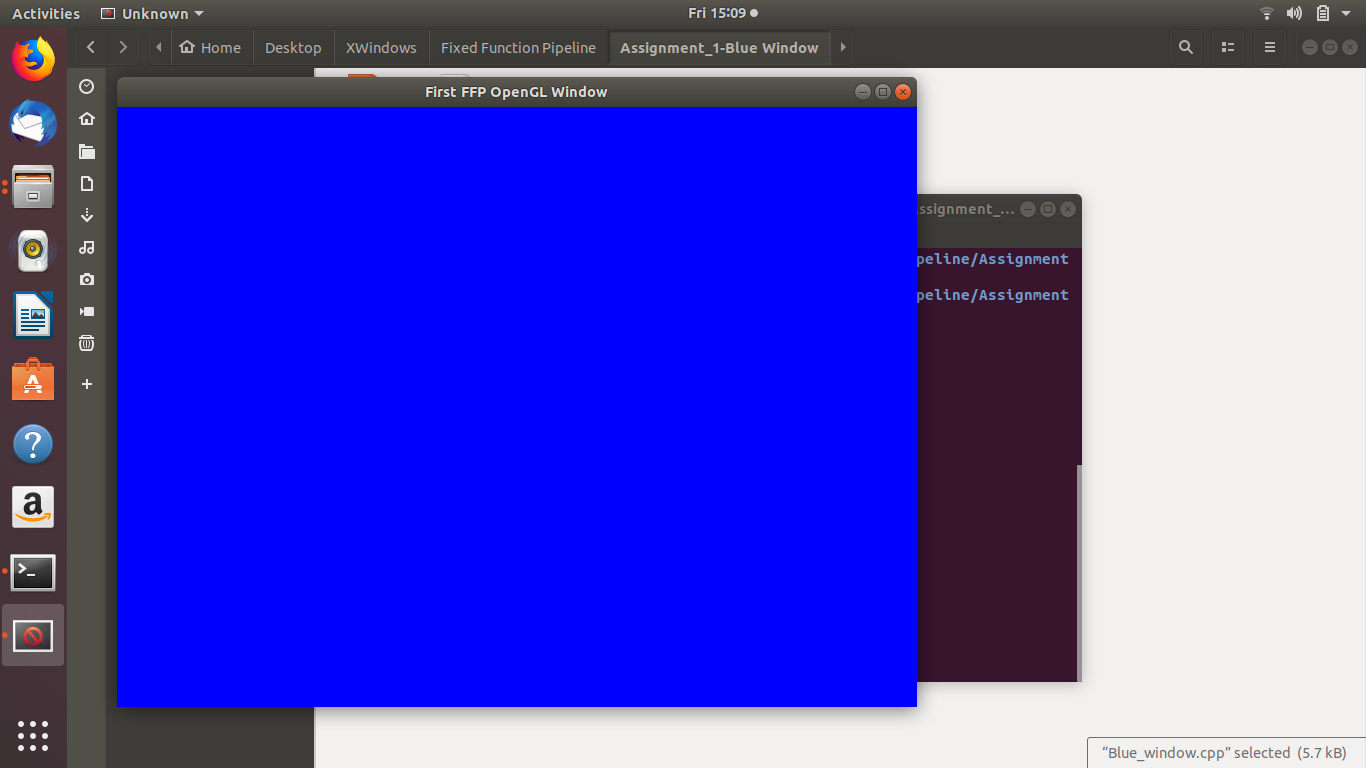 Activities Unknown Fri 15:09
Home Desktop XWindows Fixed Function Pipeline Assignment_1-Blue Window
First FFP OpenGL Window
ssignment_...
peline/Assignment
peline/Assignment
“Blue_window.cpp” selected (5.7 kB)